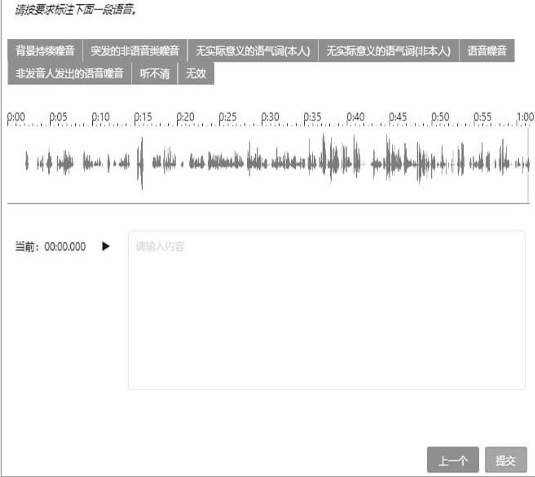 请按要求标注下面一段语音。
背景持续噪音 突发的非语音类噪音 无实际意义的语气词(本人) 无实际意义的语气词(非本人) 语音噪音
非发音人发出的语音噪音 听不清 无效
0:00 0:05 0:10 0:15 0:20 0:25 0:30 0:35 0:40 0:45 0:50 0:55 1:00
当前：00:00.000 请输入内容
上一个 提交